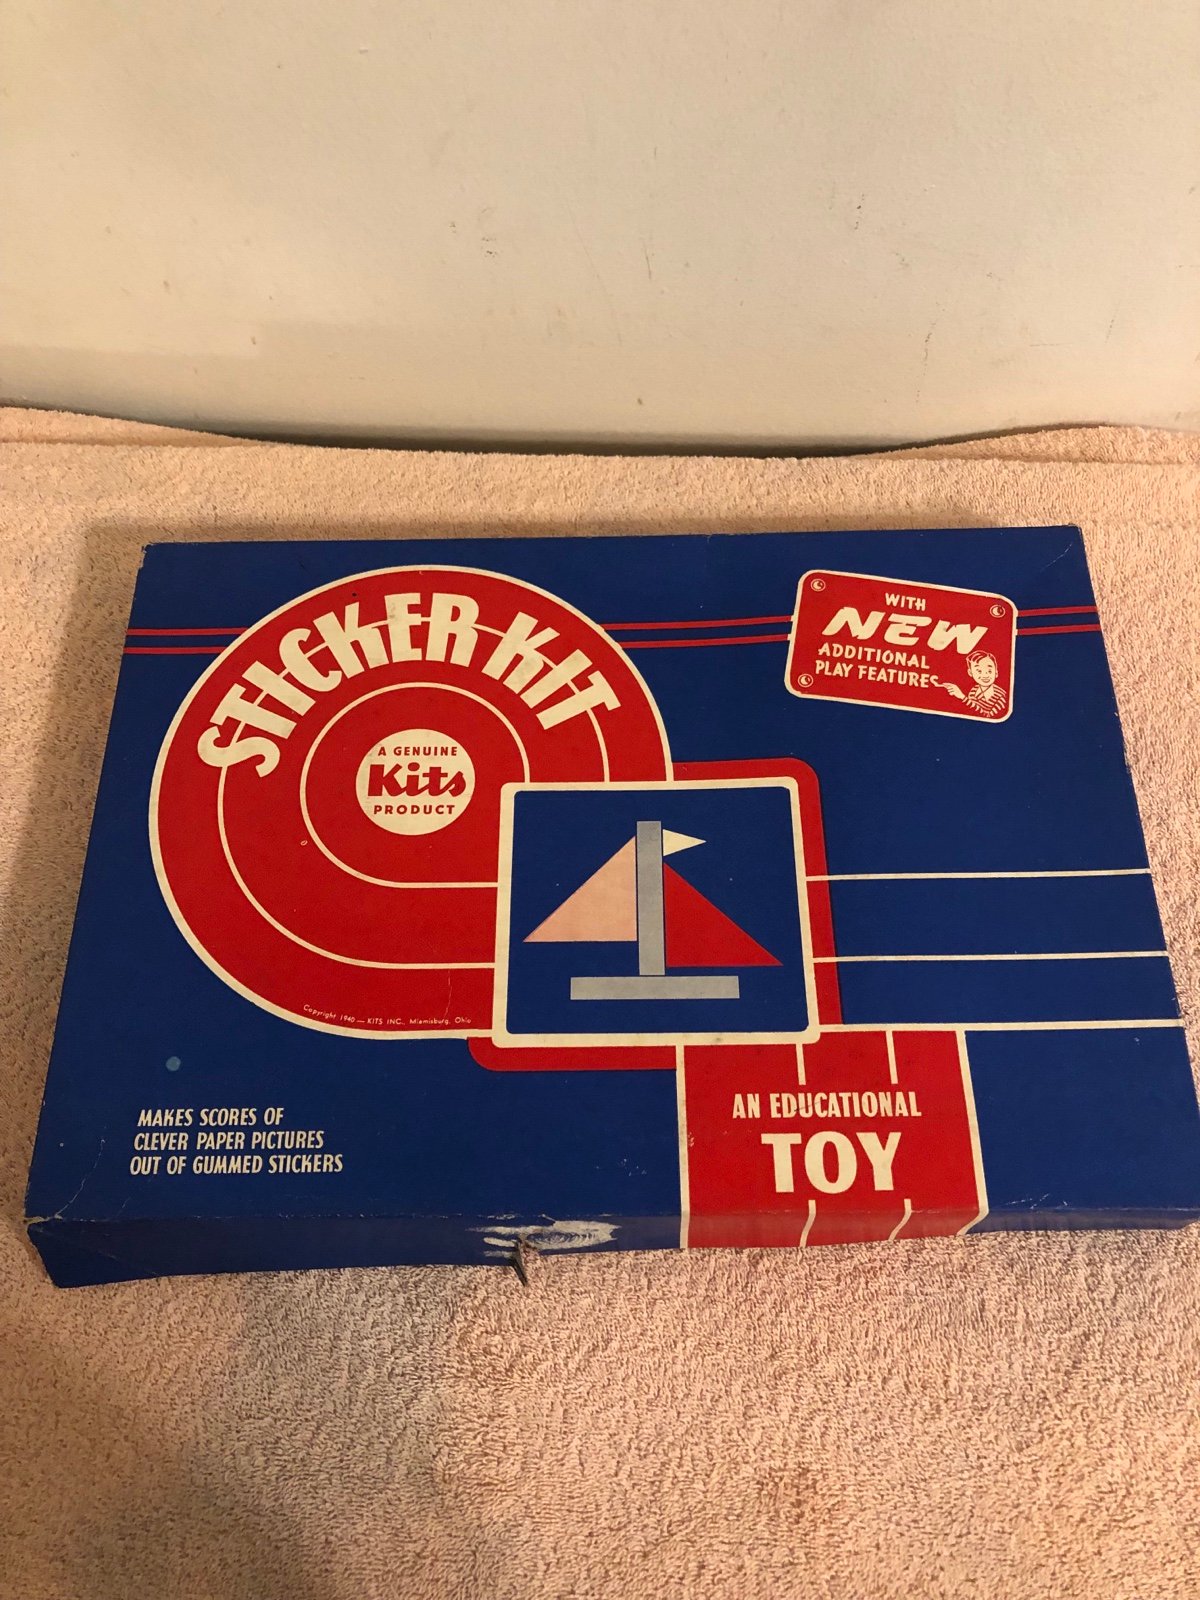 STICKER KIT
A GENUINE
Kits
PRODUCT
WITH
NEW
ADDITIONAL
PLAY FEATURES
Copyright 1940 — KITS INC., Miamisburg, Ohio
MAKES SCORES OF
CLEVER PAPER PICTURES
OUT OF GUMMED STICKERS
AN EDUCATIONAL
TOY